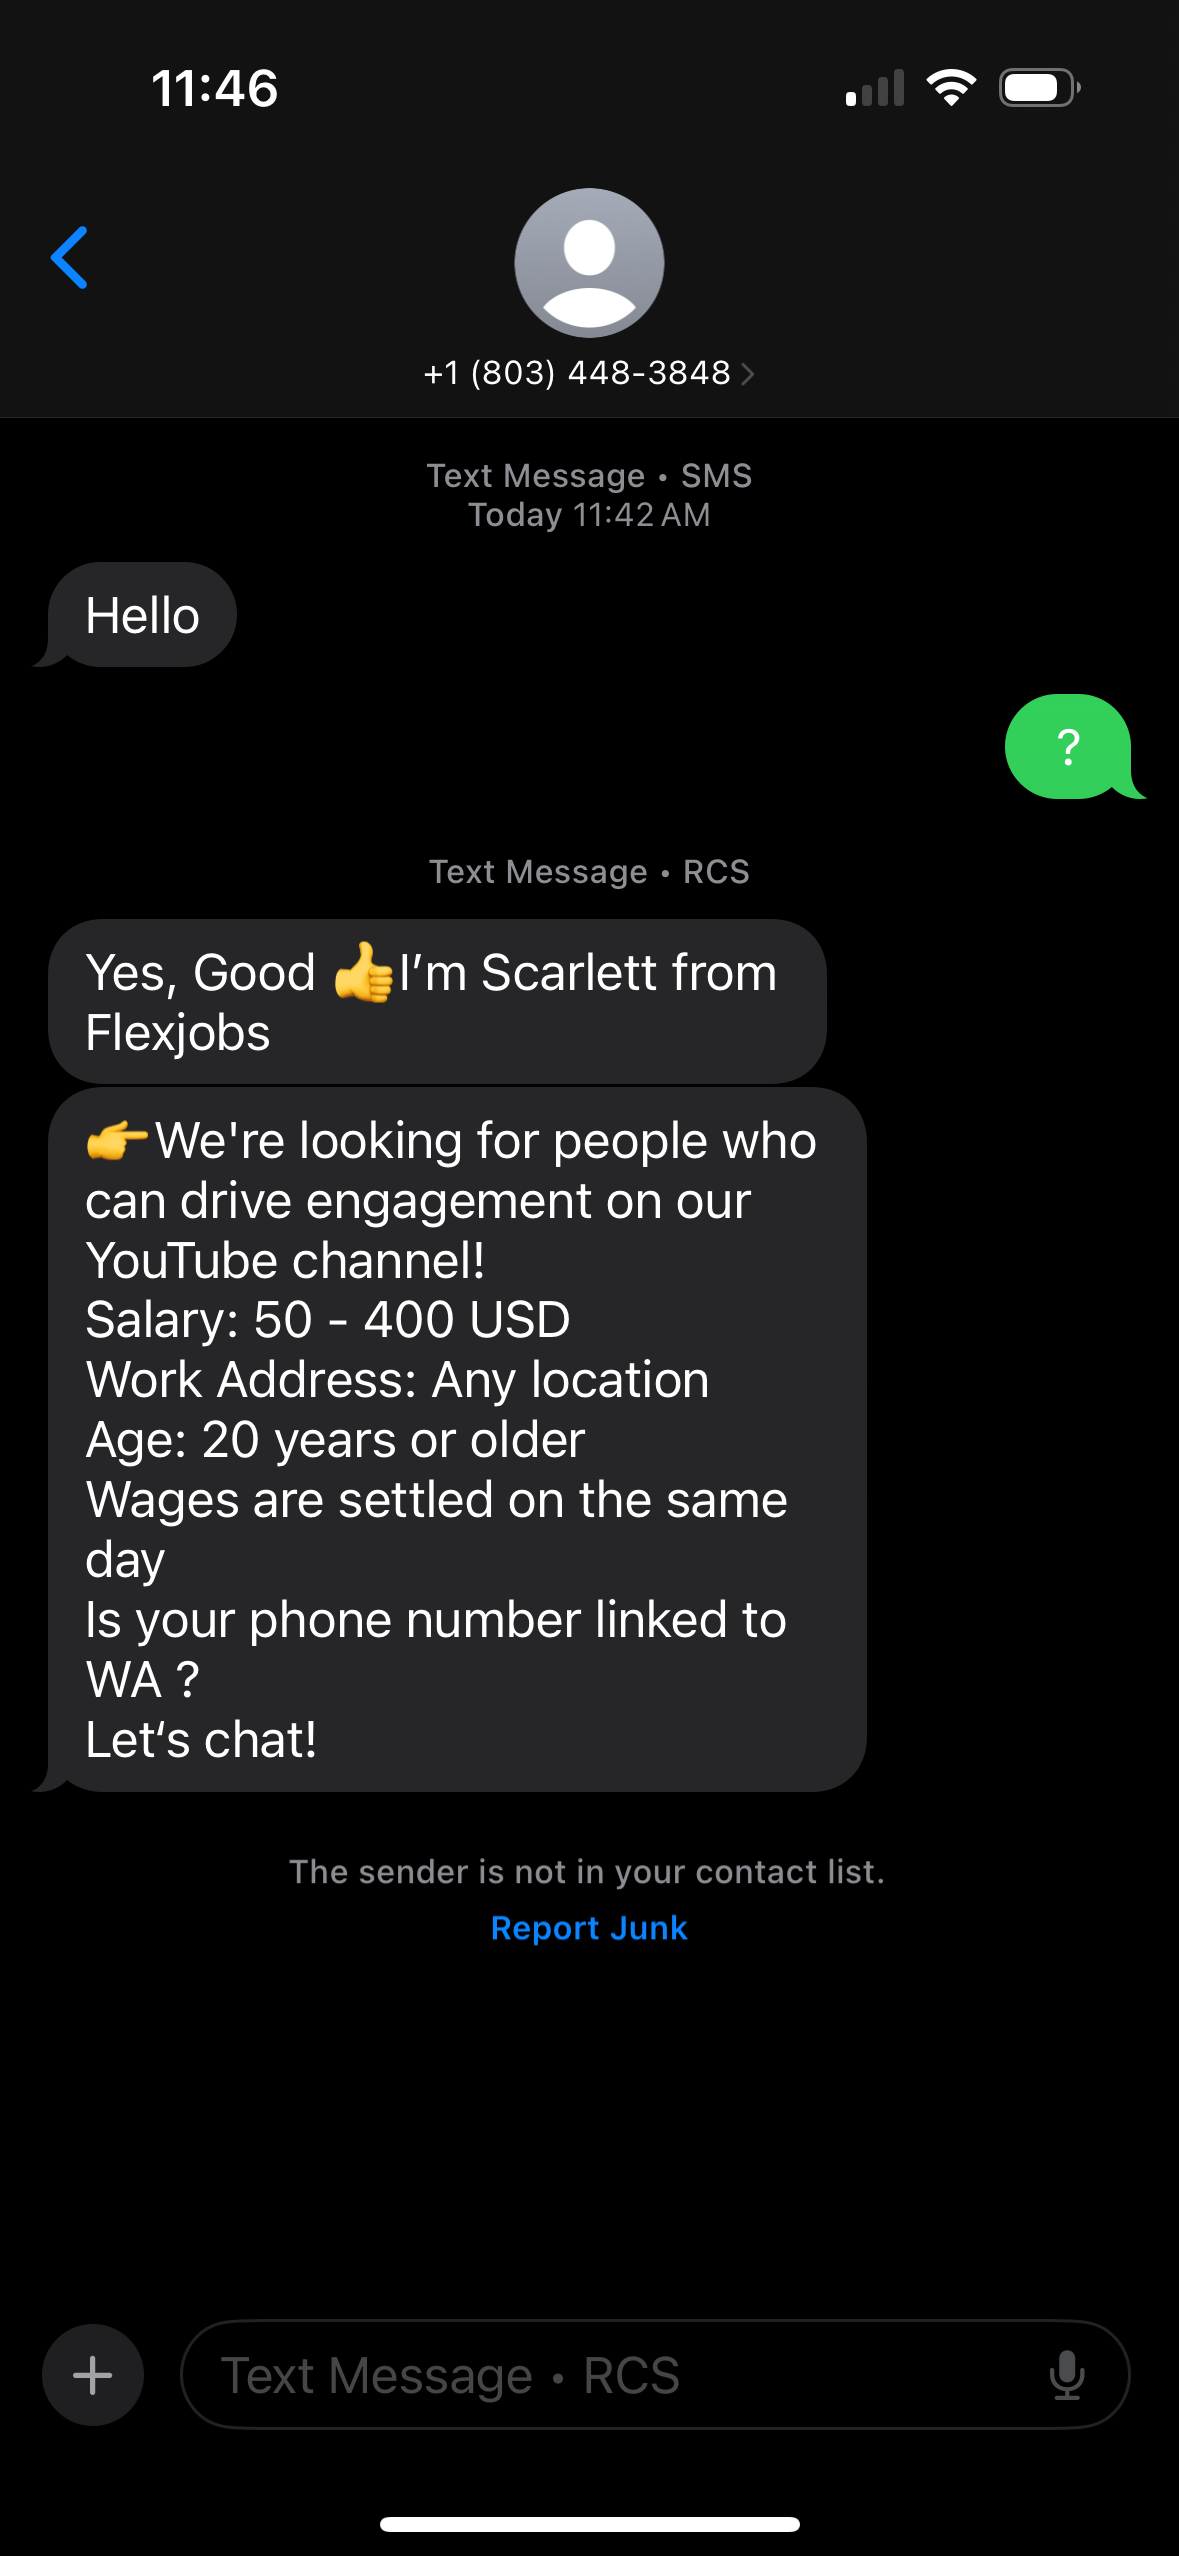 11:46
+1 (803) 448-3848
Text Message • SMS
Today 11:42 AM
Hello
?
Text Message • RCS
Yes, Good 👍I’m Scarlett from
Flexjobs
👉We're looking for people who
can drive engagement on our
YouTube channel!
Salary: 50 - 400 USD
Work Address: Any location
Age: 20 years or older
Wages are settled on the same
day
Is your phone number linked to
WA ?
Let‘s chat!
The sender is not in your contact list.
Report Junk
Text Message • RCS